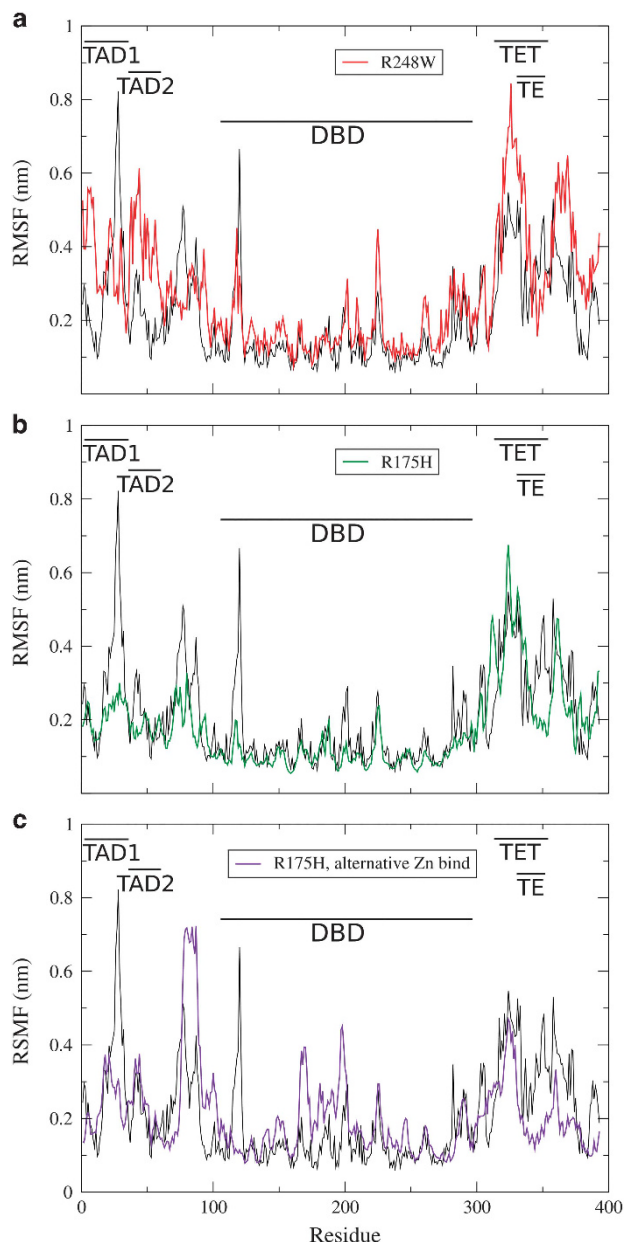 a
1
0.8
0.6
0.4
0.2
RMSF (nm)
TAD1
TAD2
R248W
DBD
TET
TE
b
1
0.8
0.6
0.4
0.2
RMSF (nm)
TAD1
TAD2
R175H
DBD
TET
TE
c
1
0.8
0.6
0.4
0.2
0
RSMF (nm)
TAD1
TAD2
R175H, alternative Zn bind
DBD
TET
TE
0 100 200 300 400
Residue